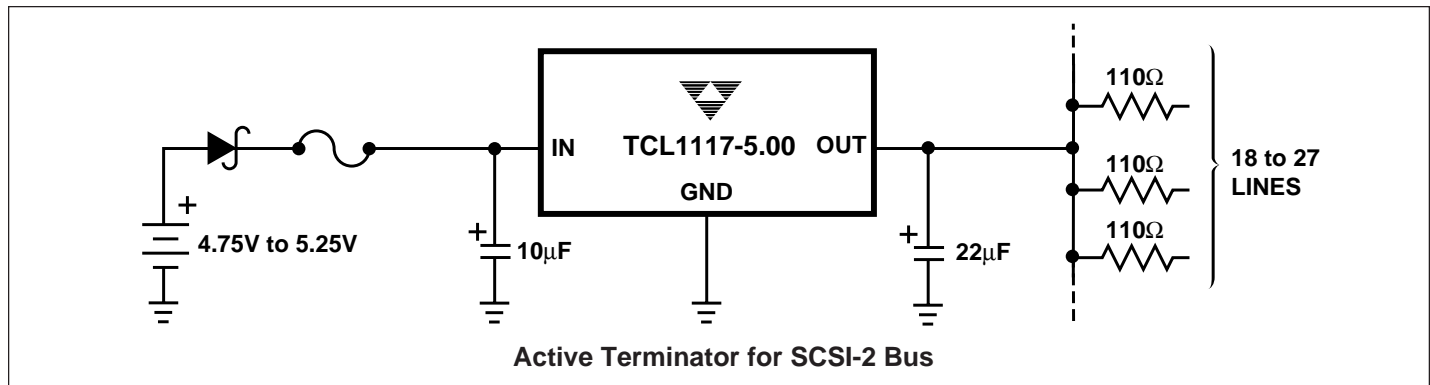 110Ω
IN
TCL1117-5.00
OUT
GND
18 to 27
LINES
110Ω
110Ω
+
4.75V to 5.25V
+
10µF
+
22µF
Active Terminator for SCSI-2 Bus